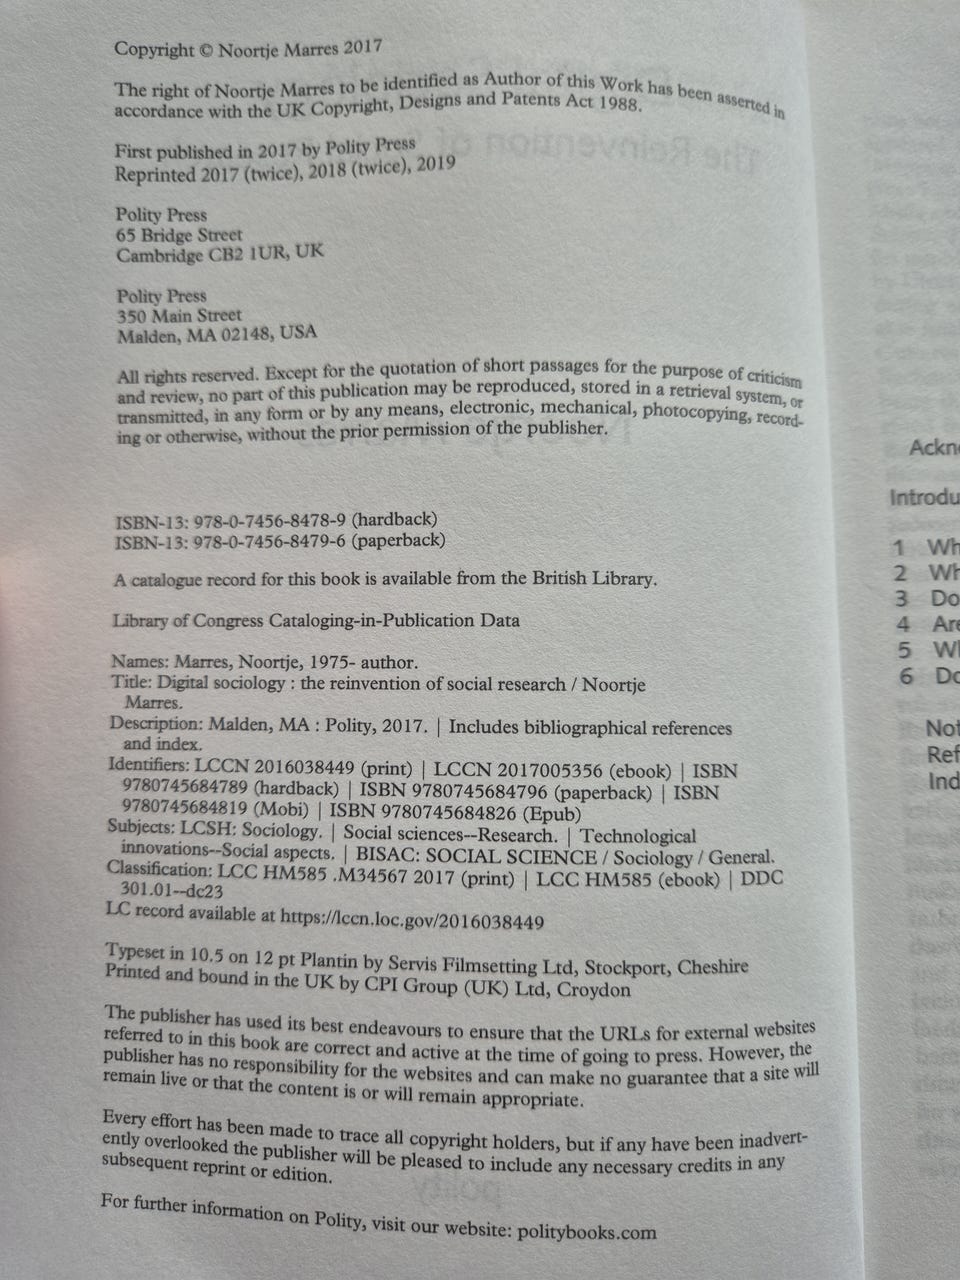 Copyright © Noortje Marres 2017
The right of Noortje Marres to be identified as Author of this Work has been asserted in
accordance with the UK Copyright, Designs and Patents Act 1988.
First published in 2017 by Polity Press
Reprinted 2017 (twice), 2018 (twice), 2019
Polity Press
65 Bridge Street
Cambridge CB2 1UR, UK
Polity Press
350 Main Street
Malden, MA 02148, USA
All rights reserved. Except for the quotation of short passages for the purpose of criticism
and review, no part of this publication may be reproduced, stored in a retrieval system, or
transmitted, in any form or by any means, electronic, mechanical, photocopying, record-
ing or otherwise, without the prior permission of the publisher.
ISBN-13: 978-0-7456-8478-9 (hardback)
ISBN-13: 978-0-7456-8479-6 (paperback)
A catalogue record for this book is available from the British Library.
Library of Congress Cataloging-in-Publication Data
Names: Marres, Noortje, 1975- author.
Title: Digital sociology : the reinvention of social research / Noortje
Marres.
Description: Malden, MA : Polity, 2017. | Includes bibliographical references
and index.
Identifiers: LCCN 2016038449 (print) | LCCN 2017005356 (ebook) | ISBN
9780745684789 (hardback) | ISBN 9780745684796 (paperback) | ISBN
9780745684819 (Mobi) | ISBN 9780745684826 (Epub)
Subjects: LCSH: Sociology. | Social sciences--Research. | Technological
innovations--Social aspects. | BISAC: SOCIAL SCIENCE / Sociology / General.
Classification: LCC HM585 .M34567 2017 (print) | LCC HM585 (ebook) | DDC
301.01--dc23
LC record available at https://lccn.loc.gov/2016038449
Typeset in 10.5 on 12 pt Plantin by Servis Filmsetting Ltd, Stockport, Cheshire
Printed and bound in the UK by CPI Group (UK) Ltd, Croydon
The publisher has used its best endeavours to ensure that the URLs for external websites
referred to in this book are correct and active at the time of going to press. However, the
publisher has no responsibility for the websites and can make no guarantee that a site will
remain live or that the content is or will remain appropriate.
Every effort has been made to trace all copyright holders, but if any have been inadvert-
ently overlooked the publisher will be pleased to include any necessary credits in any
subsequent reprint or edition.
For further information on Polity, visit our website: politybooks.com
Ackn
Introdu
1 Wh
2 Wh
3 Do
4 Are
5 Wh
6 Do
Not
Ref
Ind